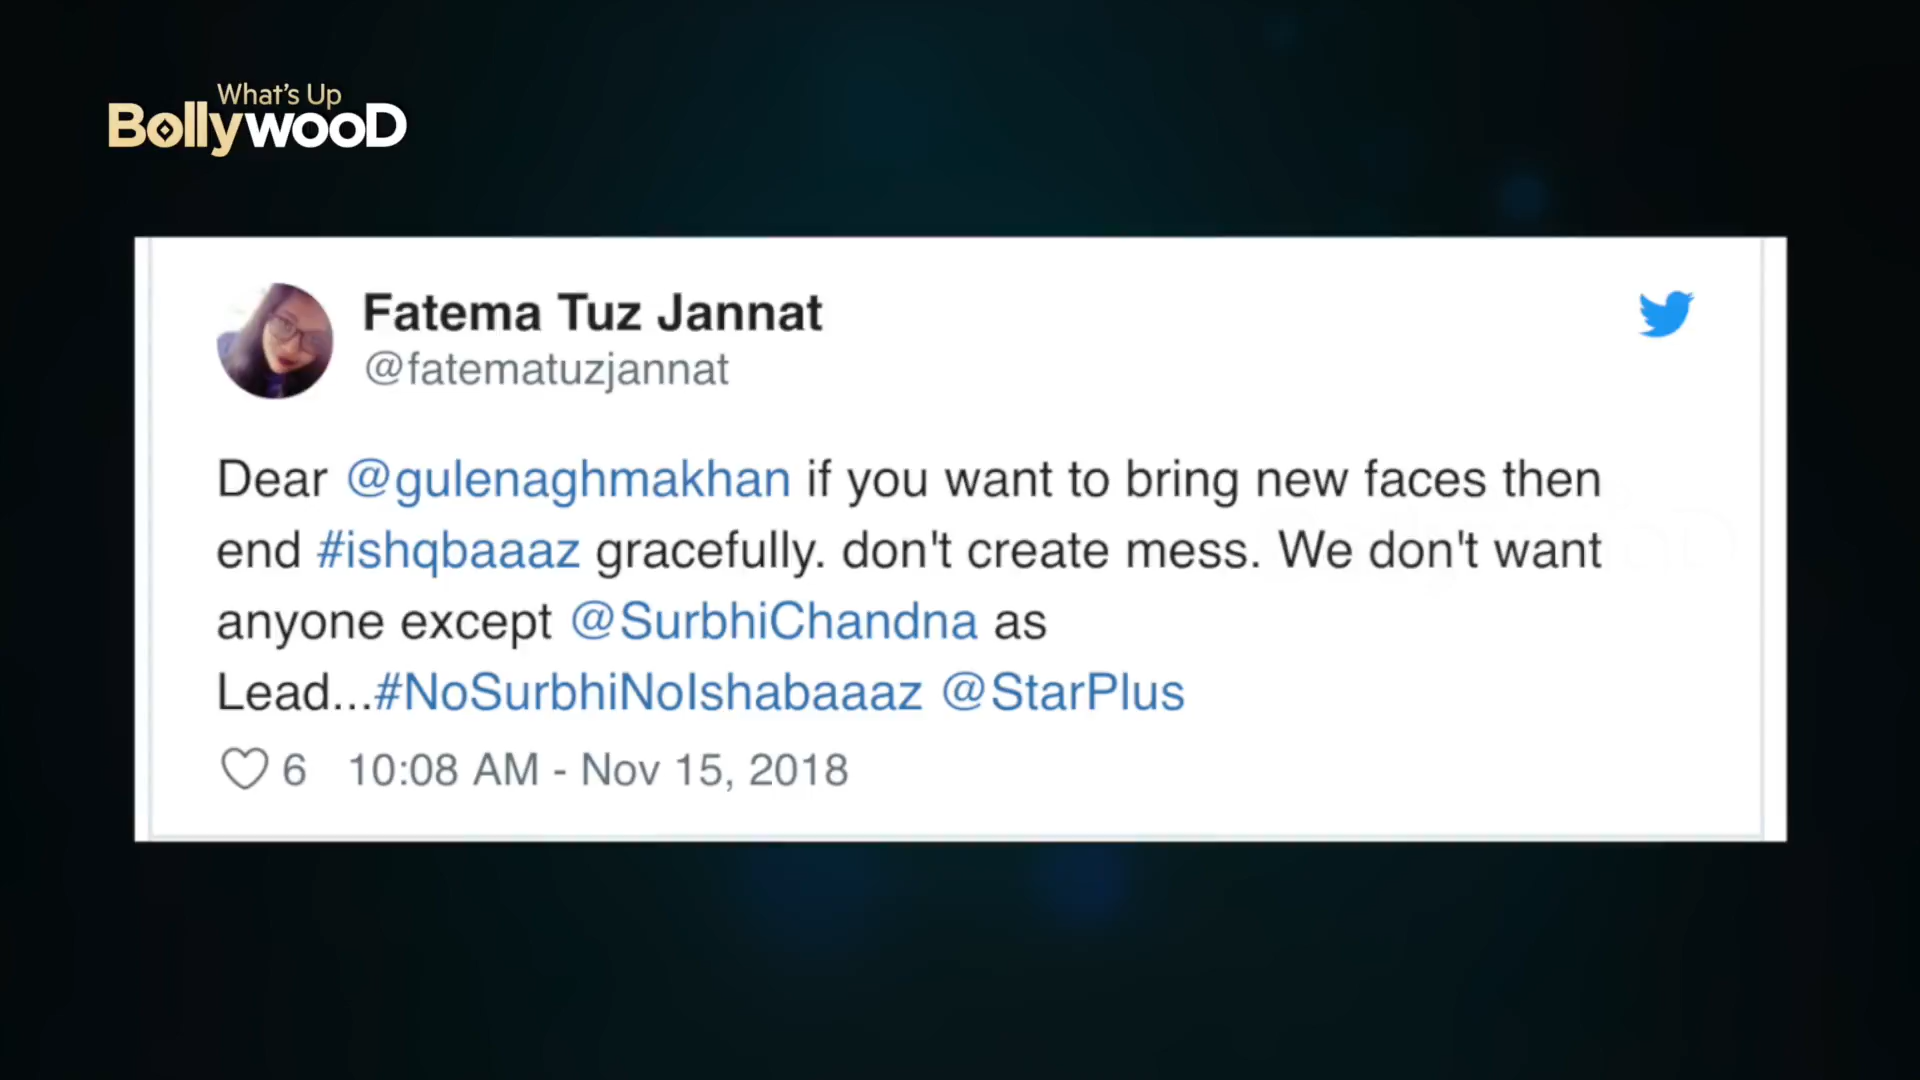 What's Up
BollywooD
Fatema Tuz Jannat
@fatematuzjannat
Dear @gulenaghmakhan if you want to bring new faces then
end #ishqbaaaz gracefully. don't create mess. We don't want
anyone except @SurbhiChandna as
Lead...#NoSurbhiNoIshabaaaz @StarPlus
6 10:08 AM - Nov 15, 2018